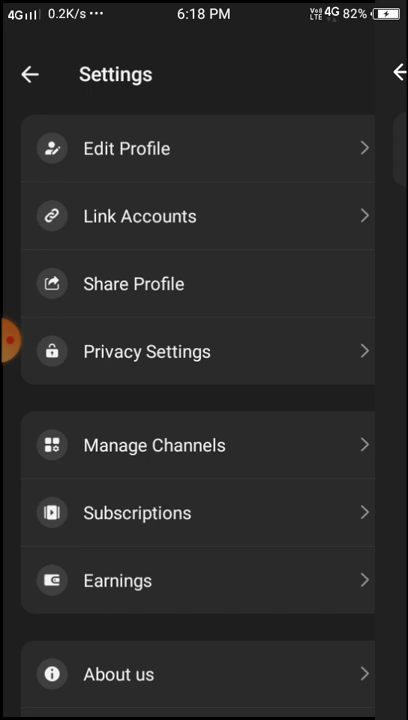 4G 0.2K/s ... 6:18 PM VoLTE 4G 82%
Settings
Edit Profile
Link Accounts
Share Profile
Privacy Settings
Manage Channels
Subscriptions
Earnings
About us